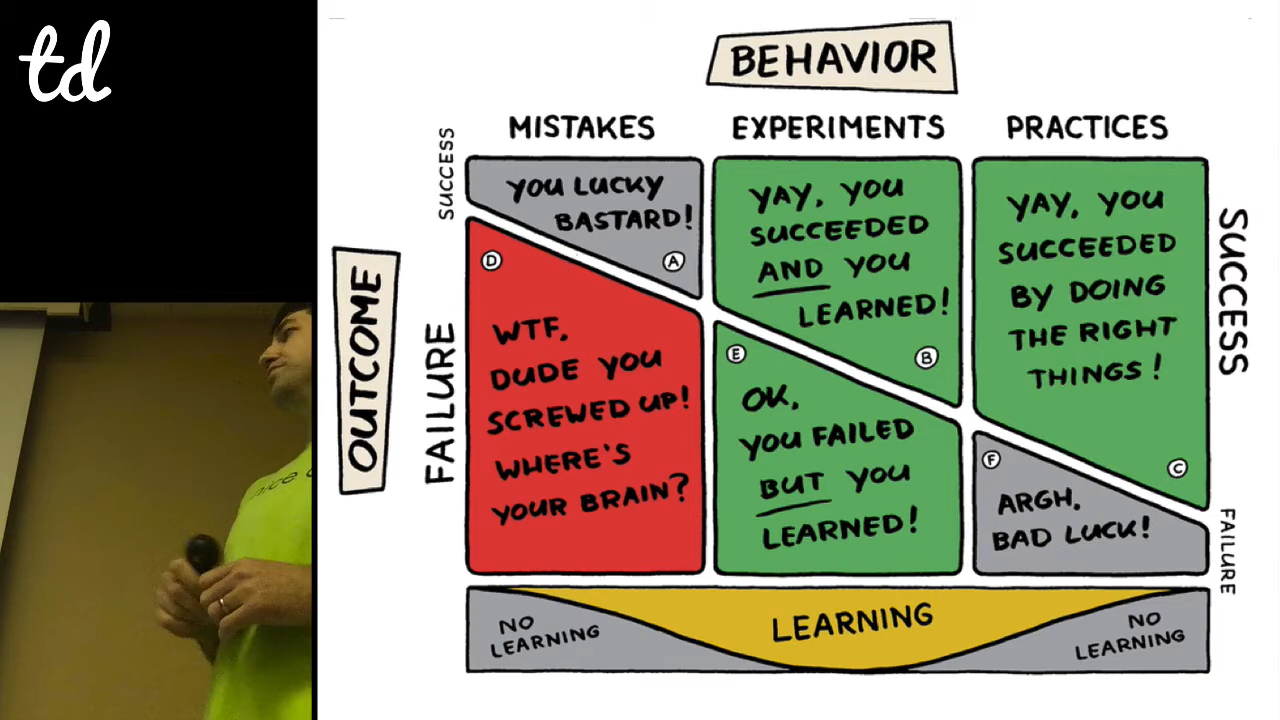 td
BEHAVIOR
MISTAKES
EXPERIMENTS
PRACTICES
OUTCOME
SUCCESS
FAILURE
YOU LUCKY
BASTARD!
A
D
WTF,
DUDE YOU
SCREWED UP!
WHERE'S
YOUR BRAIN?
YAY, YOU
SUCCEEDED
AND YOU
LEARNED!
B
E
OK,
YOU FAILED
BUT YOU
LEARNED!
YAY, YOU
SUCCEEDED
BY DOING
THE RIGHT
THINGS!
C
F
ARGH,
BAD LUCK!
SUCCESS
FAILURE
NO
LEARNING
LEARNING
NO
LEARNING
nice